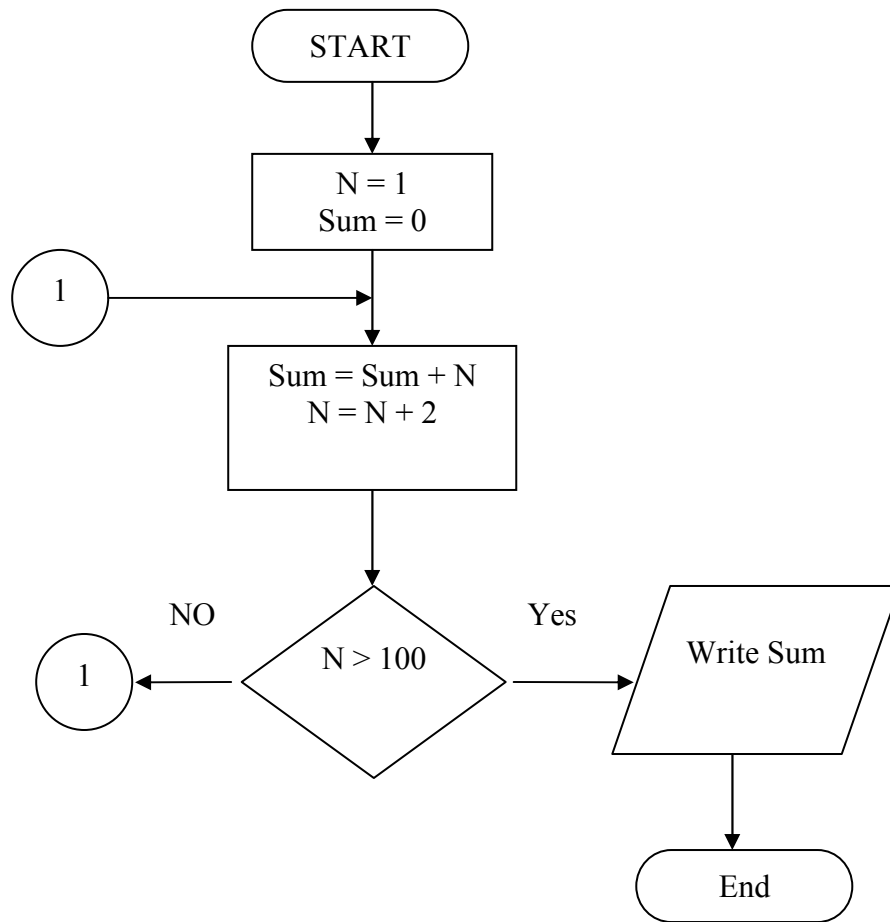 START
N = 1
Sum = 0
1
Sum = Sum + N
N = N + 2
NO
Yes
1
N > 100
Write Sum
End